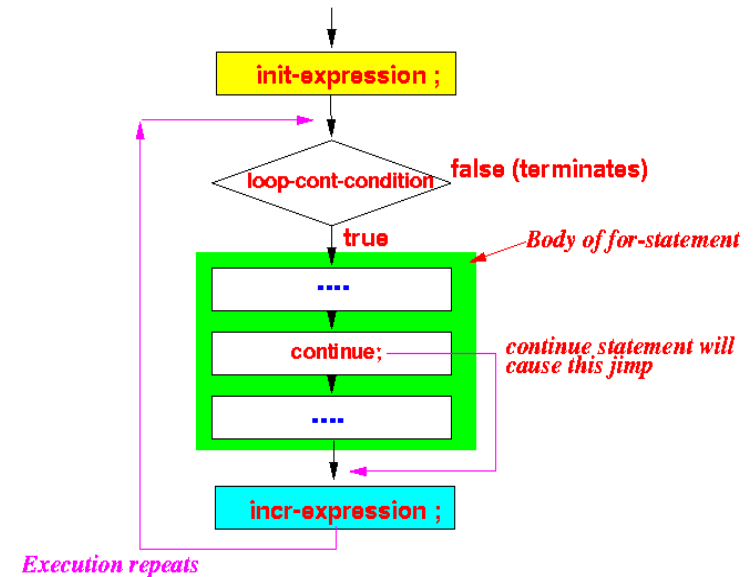 init-expression ;
loop-cont-condition
false (terminates)
true
Body of for-statement
....
continue;
continue statement will
cause this jimp
....
incr-expression ;
Execution repeats